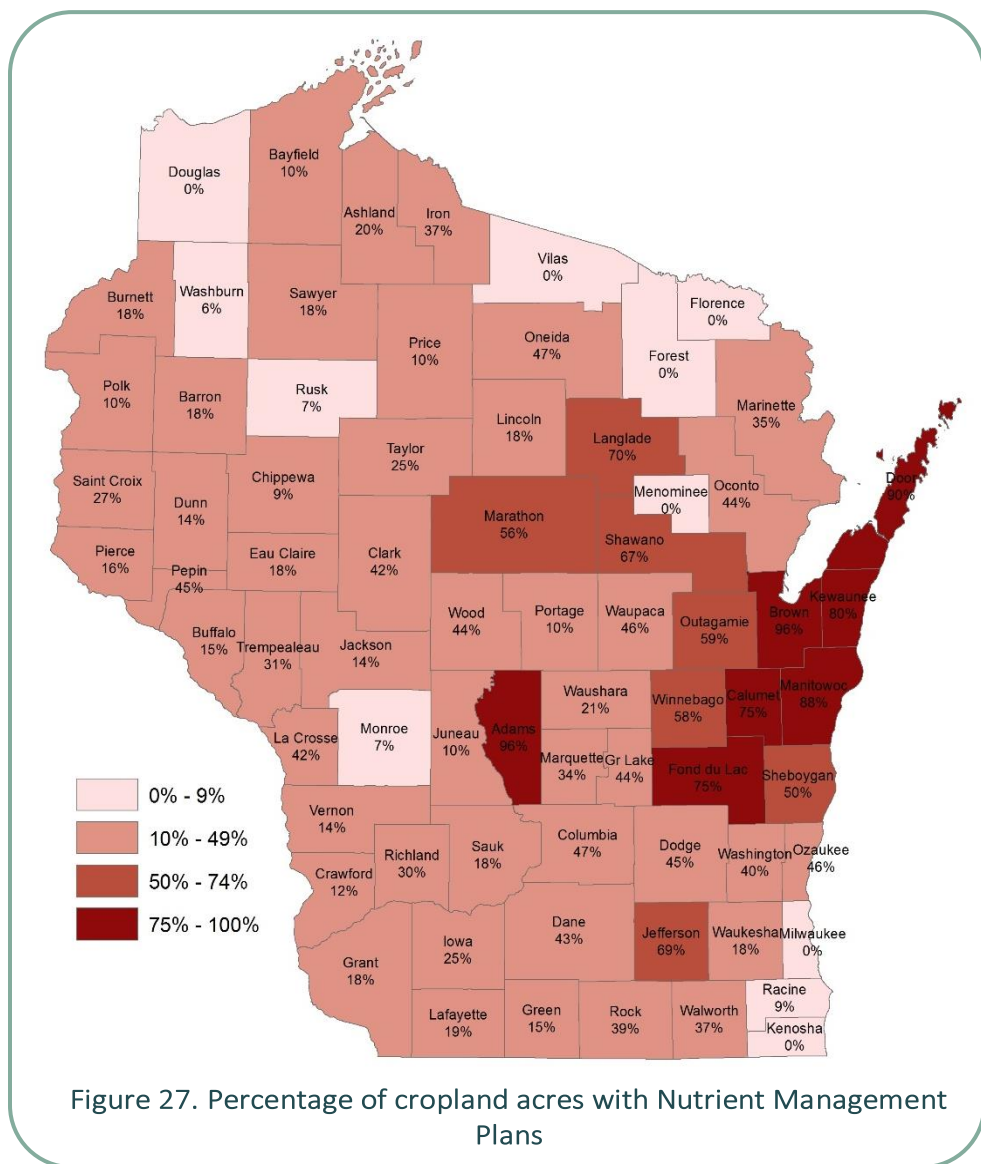 Douglas
0%
Bayfield
10%
Ashland
20%
Iron
37%
Vilas
0%
Florence
0%
Burnett
18%
Washburn
6%
Sawyer
18%
Price
10%
Oneida
47%
Forest
0%
Marinette
35%
Polk
10%
Barron
18%
Rusk
7%
Lincoln
18%
Langlade
70%
Taylor
25%
Saint Croix
27%
Dunn
14%
Chippewa
9%
Menominee
0%
Oconto
44%
Door
90%
Marathon
56%
Shawano
67%
Pierce
16%
Pepin
45%
Eau Claire
18%
Clark
42%
Wood
44%
Portage
10%
Waupaca
46%
Outagamie
59%
Brown
96%
Kewaunee
80%
Buffalo
15%
Trempealeau
31%
Jackson
14%
Waushara
21%
Winnebago
58%
Calumet
75%
Manitowoc
88%
La Crosse
42%
Monroe
7%
Juneau
10%
Adams
96%
Marquette
34%
Gr Lake
44%
Fond du Lac
75%
Sheboygan
50%
Vernon
14%
Richland
30%
Sauk
18%
Columbia
47%
Dodge
45%
Washington
40%
Ozaukee
46%
Crawford
12%
Grant
18%
Iowa
25%
Dane
43%
Jefferson
69%
Waukesha
18%
Milwaukee
0%
Lafayette
19%
Green
15%
Rock
39%
Walworth
37%
Racine
9%
Kenosha
0%
0% - 9%
10% - 49%
50% - 74%
75% - 100%
Figure 27. Percentage of cropland acres with Nutrient Management
Plans